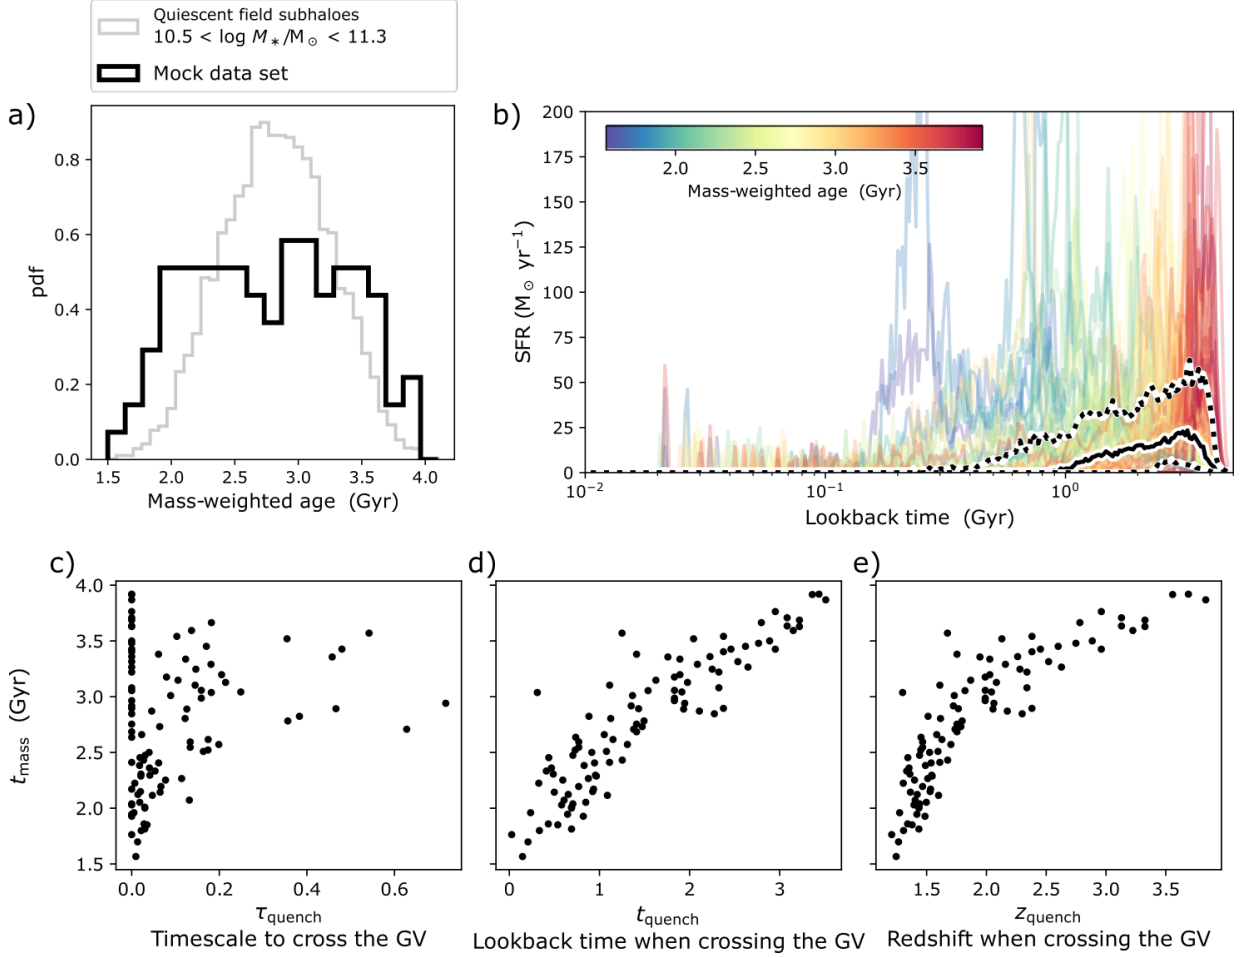 Quiescent field subhaloes
10.5 < log M∗/M⊙ < 11.3
Mock data set
a)
0.8
0.6
0.4
0.2
0.0
pdf
1.5 2.0 2.5 3.0 3.5 4.0
Mass-weighted age (Gyr)
b)
200
175
150
125
100
75
50
25
0
SFR (M⊙ yr⁻¹)
2.0 2.5 3.0 3.5
Mass-weighted age (Gyr)
10⁻² 10⁻¹ 10⁰
Lookback time (Gyr)
c)
4.0
3.5
3.0
2.5
2.0
1.5
t_mass (Gyr)
0.0 0.2 0.4 0.6
τ_quench
Timescale to cross the GV
d)
0 1 2 3
t_quench
Lookback time when crossing the GV
e)
1.5 2.0 2.5 3.0 3.5
z_quench
Redshift when crossing the GV